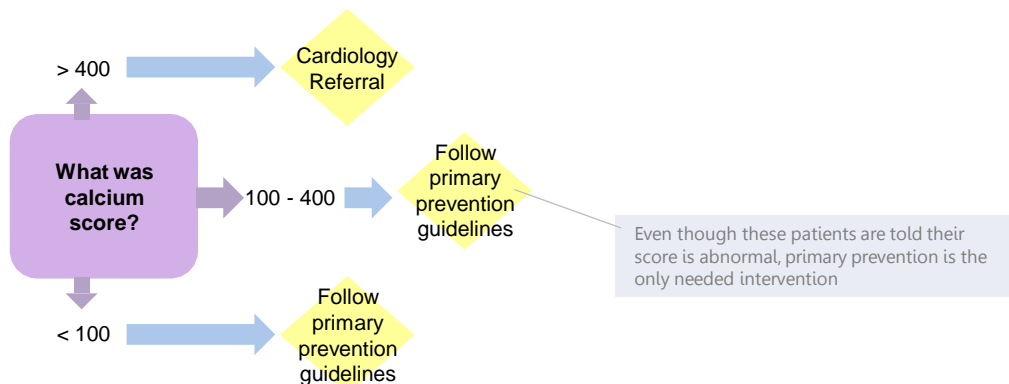 > 400
Cardiology
Referral
What was
calcium
score?
100 - 400
Follow
primary
prevention
guidelines
Even though these patients are told their
score is abnormal, primary prevention is the
only needed intervention
< 100
Follow
primary
prevention
guidelines